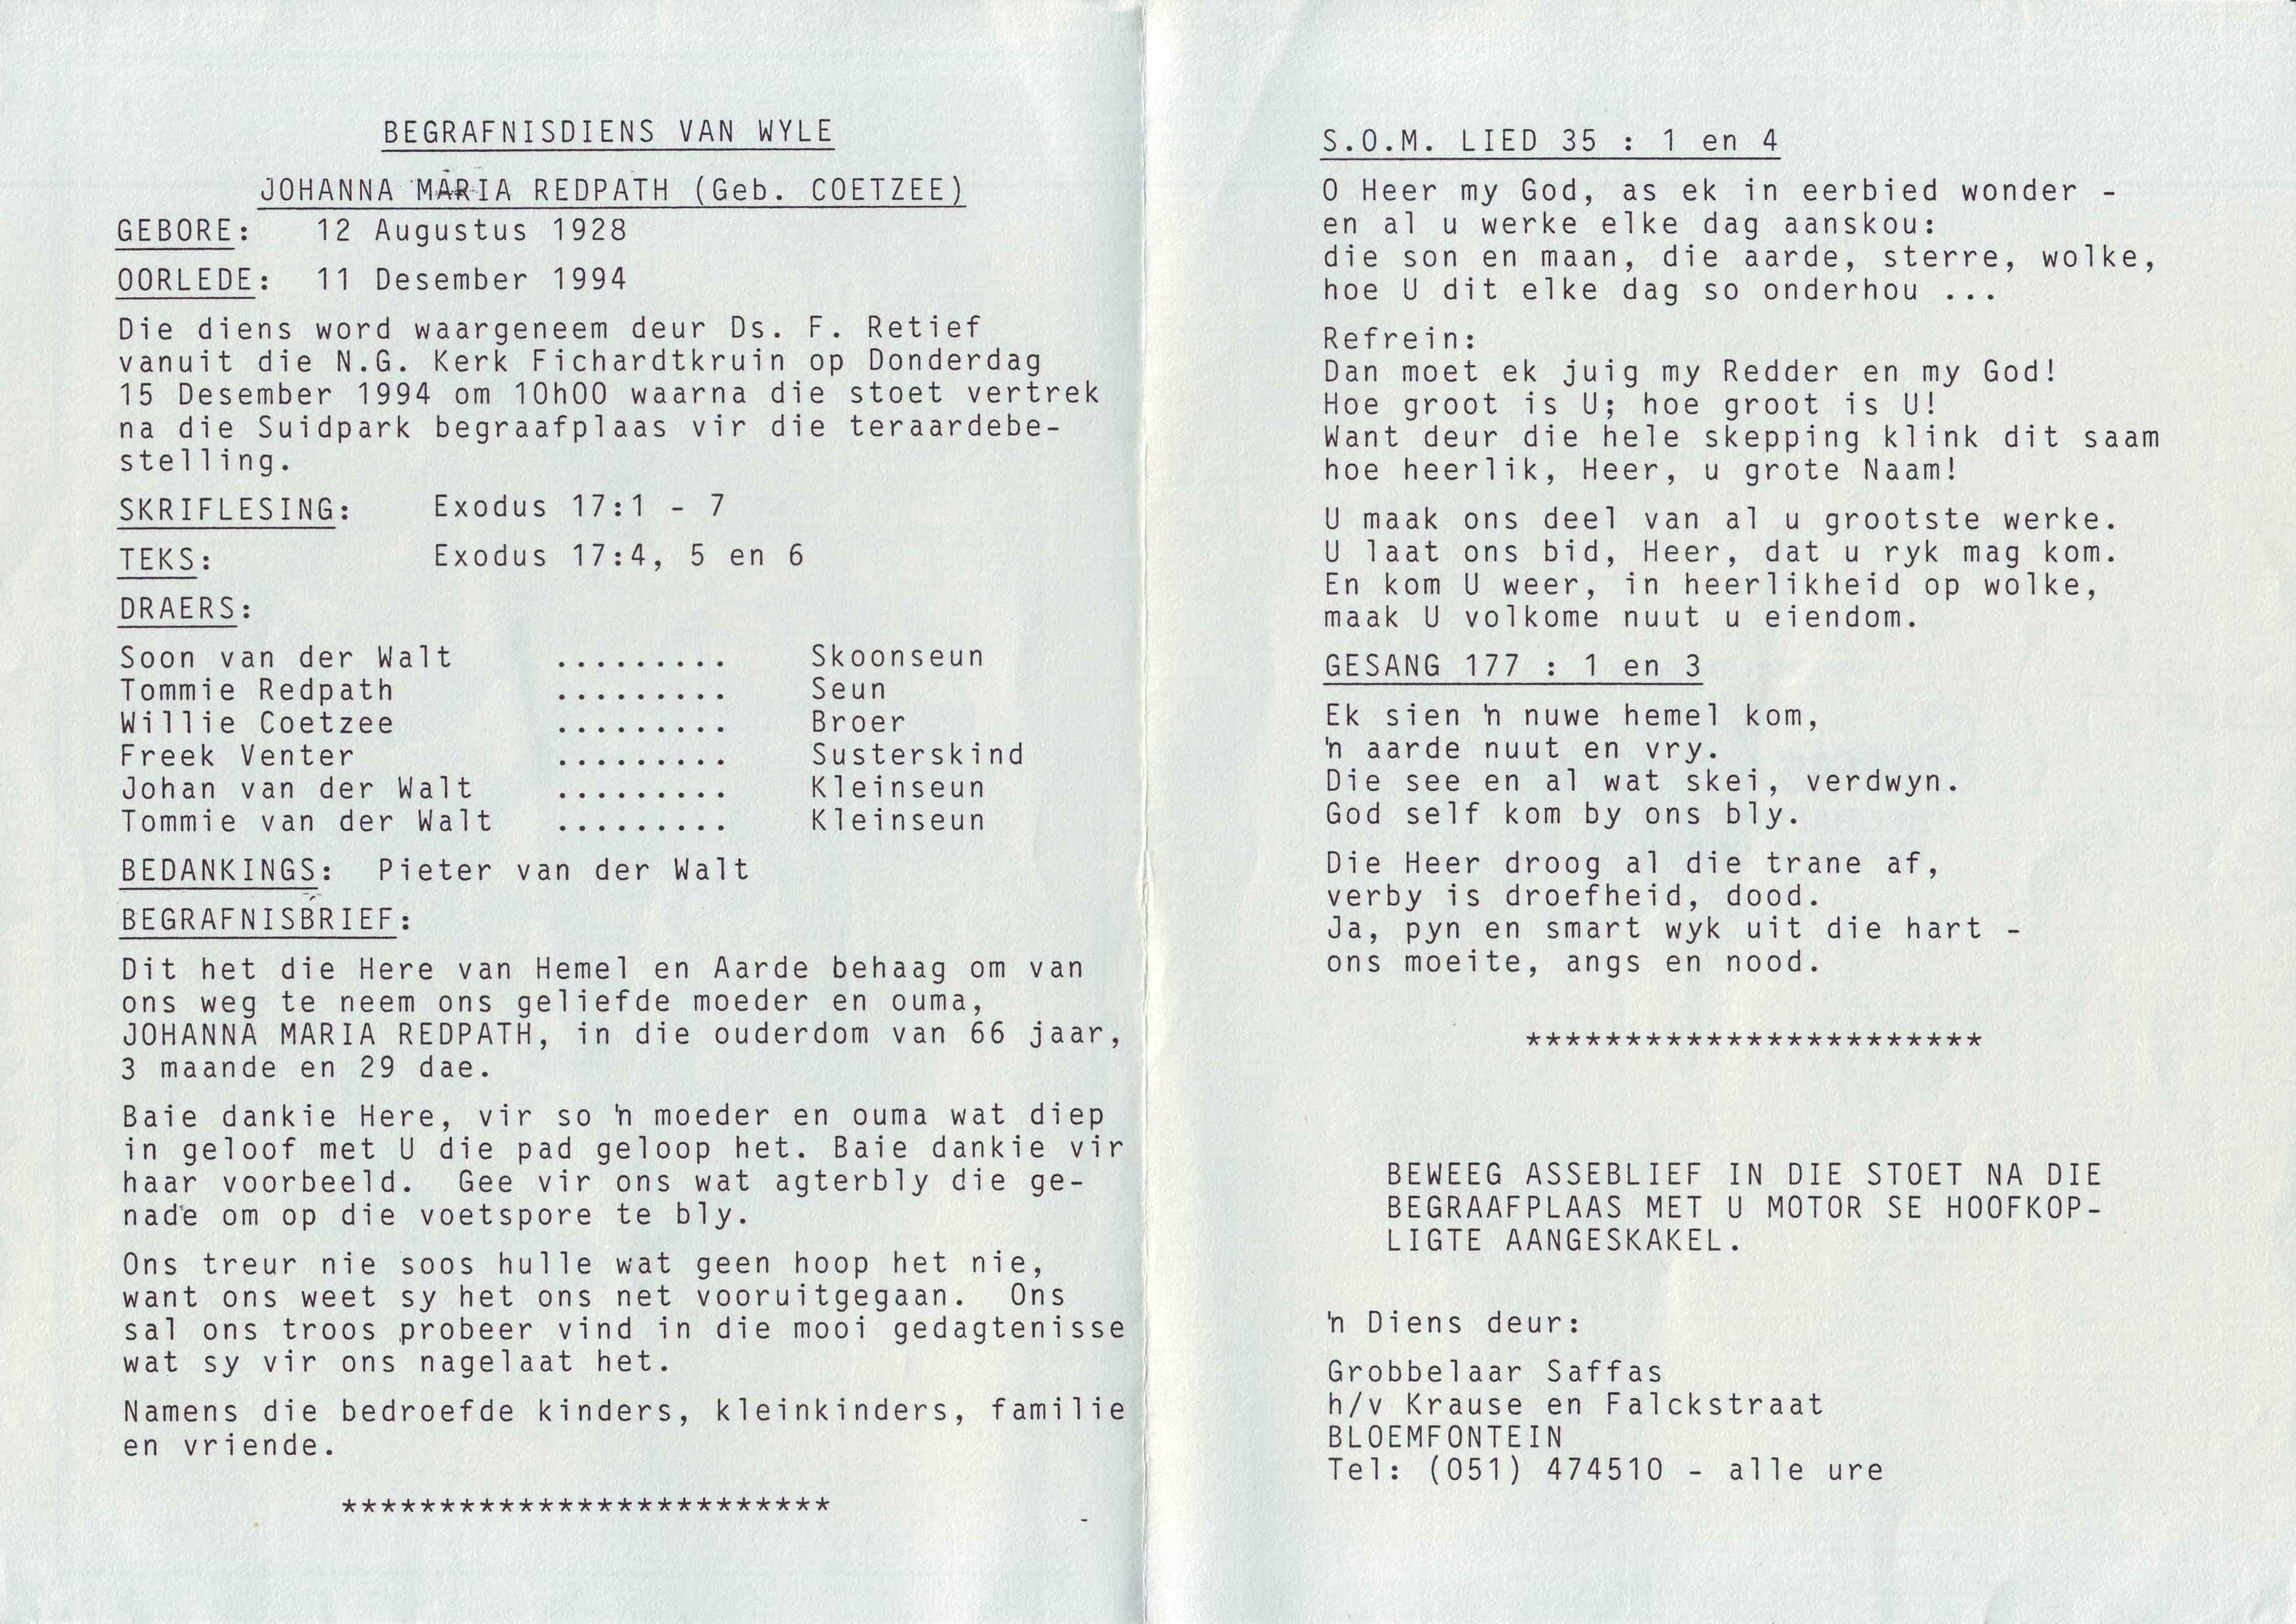 BEGRAFNISDIENS VAN WYLE
JOHANNA MARIA REDPATH (Geb. COETZEE)
GEBORE: 12 Augustus 1928
OORLEDE: 11 Desember 1994
Die diens word waargeneem deur Ds. F. Retief
vanuit die N.G. Kerk Fichardtkruin op Donderdag
15 Desember 1994 om 10h00 waarna die stoet vertrek
na die Suidpark begraafplaas vir die teraardebe-
stelling.
SKRIFLESING: Exodus 17:1 - 7
TEKS: Exodus 17:4, 5 en 6
DRAERS:
Soon van der Walt ......... Skoonseun
Tommie Redpath ......... Seun
Willie Coetzee ......... Broer
Freek Venter ......... Susterskind
Johan van der Walt ......... Kleinseun
Tommie van der Walt ......... Kleinseun
BEDANKINGS: Pieter van der Walt
BEGRAFNISBRIEF:
Dit het die Here van Hemel en Aarde behaag om van
ons weg te neem ons geliefde moeder en ouma,
JOHANNA MARIA REDPATH, in die ouderdom van 66 jaar,
3 maande en 29 dae.
Baie dankie Here, vir so 'n moeder en ouma wat diep
in geloof met U die pad geloop het. Baie dankie vir
haar voorbeeld. Gee vir ons wat agterbly die ge-
nade om op die voetspore te bly.
Ons treur nie soos hulle wat geen hoop het nie,
want ons weet sy het ons net vooruitgegaan. Ons
sal ons troos probeer vind in die mooi gedagtenisse
wat sy vir ons nagelaat het.
Namens die bedroefde kinders, kleinkinders, familie
en vriende.
*************************
S.O.M. LIED 35 : 1 en 4
O Heer my God, as ek in eerbied wonder -
en al u werke elke dag aanskou:
die son en maan, die aarde, sterre, wolke,
hoe U dit elke dag so onderhou ...
Refrein:
Dan moet ek juig my Redder en my God!
Hoe groot is U; hoe groot is U!
Want deur die hele skepping klink dit saam
hoe heerlik, Heer, u grote Naam!
U maak ons deel van al u grootste werke.
U laat ons bid, Heer, dat u ryk mag kom.
En kom U weer, in heerlikheid op wolke,
maak U volkome nuut u eiendom.
GESANG 177 : 1 en 3
Ek sien 'n nuwe hemel kom,
'n aarde nuut en vry.
Die see en al wat skei, verdwyn.
God self kom by ons bly.
Die Heer droog al die trane af,
verby is droefheid, dood.
Ja, pyn en smart wyk uit die hart -
ons moeite, angs en nood.
***********************
BEWEEG ASSEBLIEF IN DIE STOET NA DIE
BEGRAAFPLAAS MET U MOTOR SE HOOFKOP-
LIGTE AANGESKAKEL.
'n Diens deur:
Grobbelaar Saffas
h/v Krause en Falckstraat
BLOEMFONTEIN
Tel: (051) 474510 - alle ure